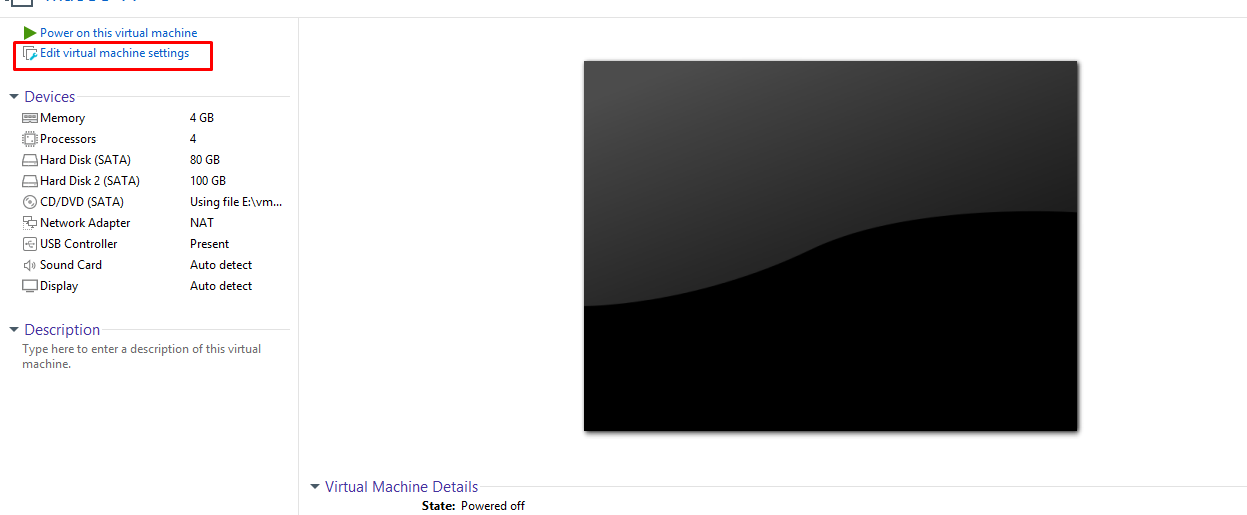 Power on this virtual machine
Edit virtual machine settings
Devices
Memory 4 GB
Processors 4
Hard Disk (SATA) 80 GB
Hard Disk 2 (SATA) 100 GB
CD/DVD (SATA) Using file E:\vm...
Network Adapter NAT
USB Controller Present
Sound Card Auto detect
Display Auto detect
Description
Type here to enter a description of this virtual
machine.
Virtual Machine Details
State: Powered off